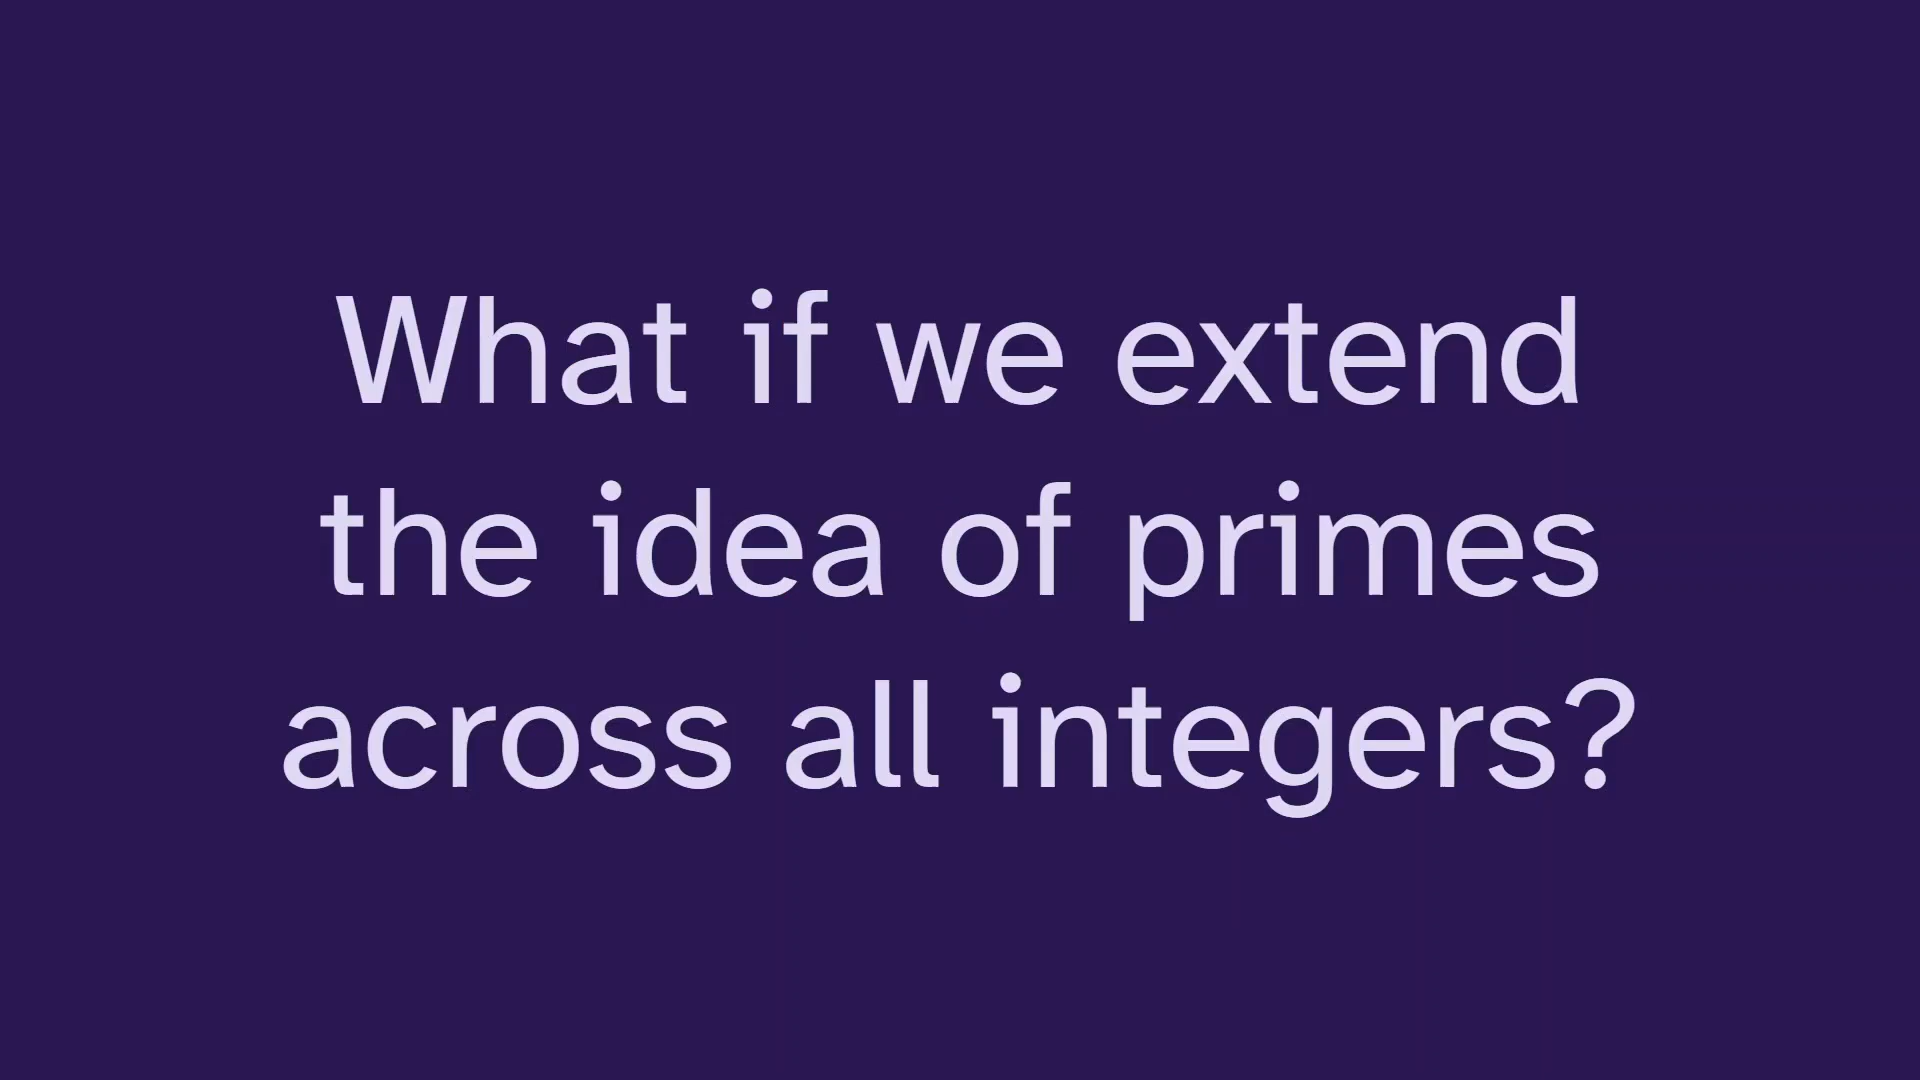 What if we extend
the idea of primes
across all integers?